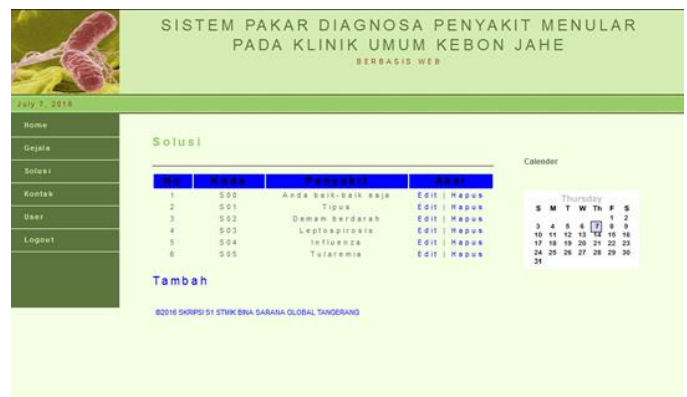 SISTEM PAKAR DIAGNOSA PENYAKIT MENULAR
PADA KLINIK UMUM KEBON JAHE
BERBASIS WEB
July 7, 2016
Home
Gejala
Solusi
Kontak
User
Logout
Solusi
No Kode Penyakit Aksi
1 S00 Anda baik-baik saja Edit | Hapus
2 S01 Tipus Edit | Hapus
3 S02 Demam berdarah Edit | Hapus
4 S03 Leptospirosis Edit | Hapus
5 S04 Influenza Edit | Hapus
6 S05 Tularemia Edit | Hapus
Tambah
©2016 SKRIPSI S1 STMIK BINA SARANA GLOBAL TANGERANG
Calender
Thursday
S M T W Th F S
1 2
3 4 5 6 7 8 9
10 11 12 13 14 15 16
17 18 19 20 21 22 23
24 25 26 27 28 29 30
31